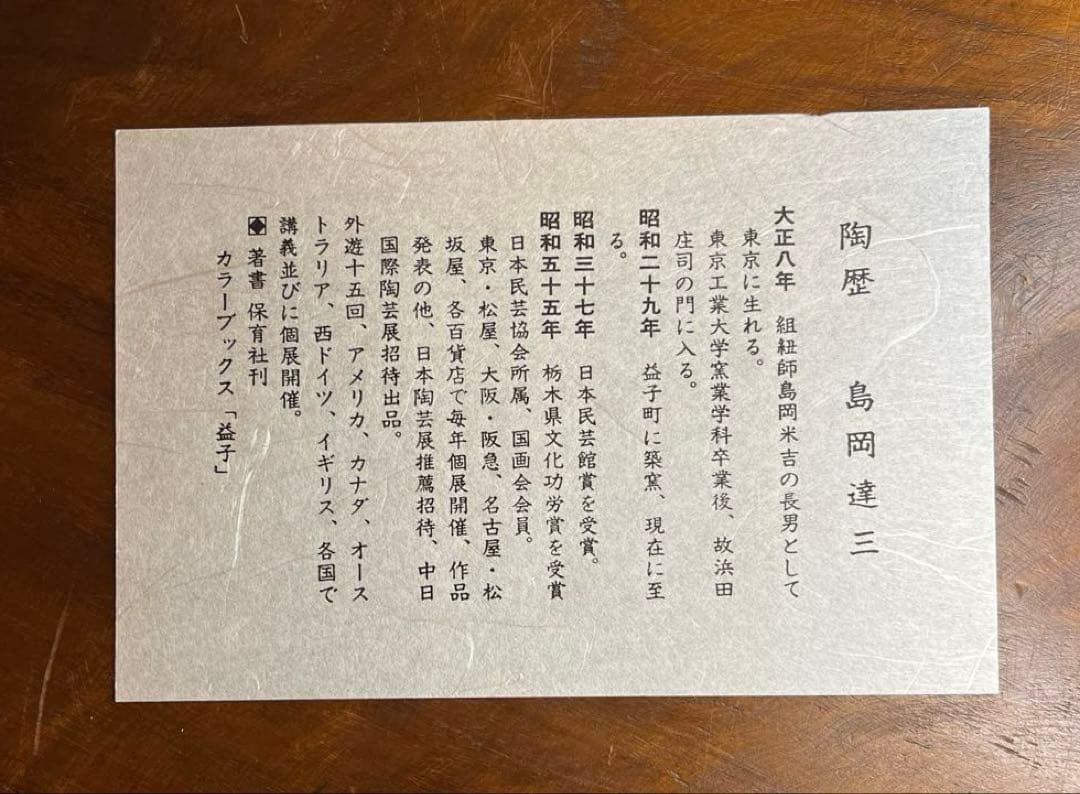 陶歴　島岡達三
大正八年　組紐師島岡米吉の長男として
東京に生れる。
東京工業大学窯業学科卒業後、故浜田
庄司の門に入る。
昭和二十九年　益子町に築窯、現在に至
る。
昭和三十七年　日本民芸館賞を受賞。
昭和五十五年　栃木県文化功労賞を受賞
日本民芸協会所属、国画会会員。
東京・松屋、大阪・阪急、名古屋・松
坂屋、各百貨店で毎年個展開催、作品
発表の他、日本陶芸展推薦招待、中日
国際陶芸展招待出品。
外遊十五回、アメリカ、カナダ、オース
トラリア、西ドイツ、イギリス、各国で
講義並びに個展開催。
著書 保育社刊
カラーブックス「益子」